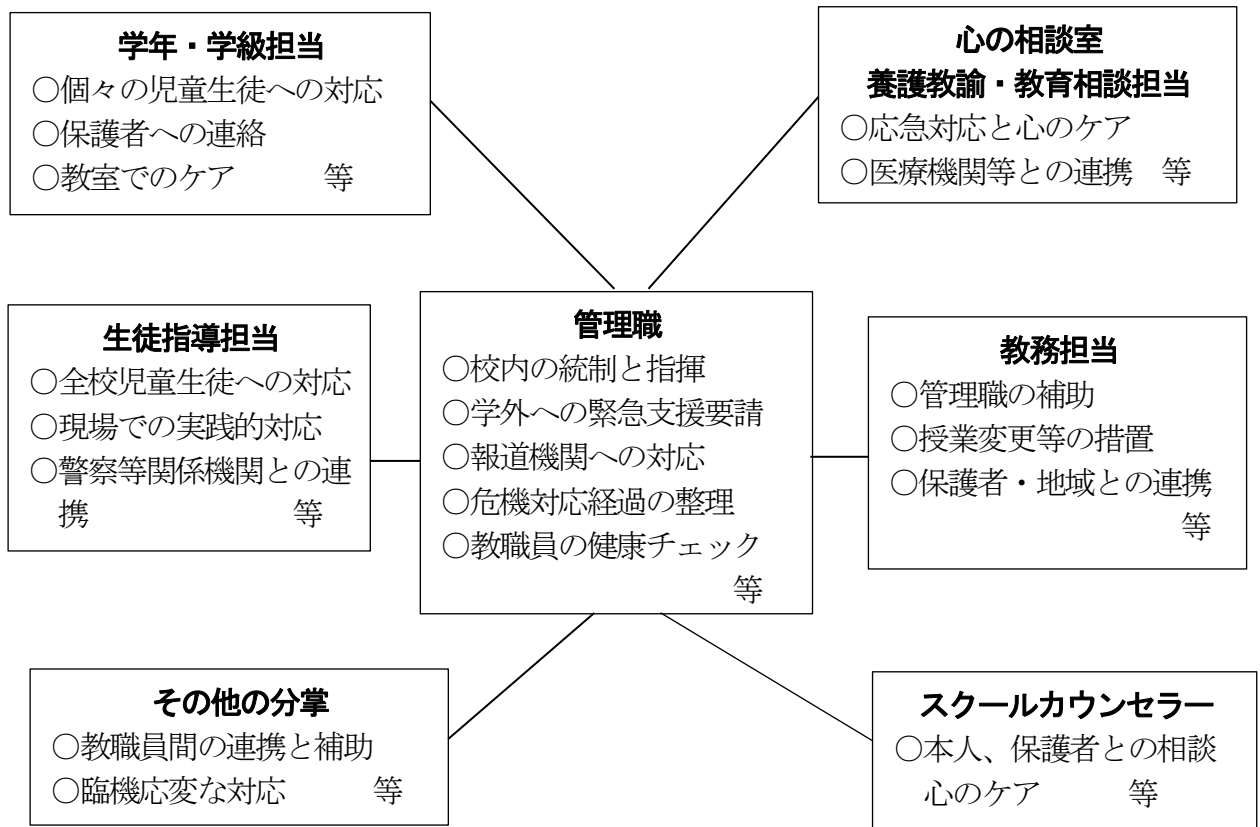 学年・学級担当
○個々の児童生徒への対応
○保護者への連絡
○教室でのケア　　　等
心の相談室
養護教諭・教育相談担当
○応急対応と心のケア
○医療機関等との連携　等
生徒指導担当
○全校児童生徒への対応
○現場での実践的対応
○警察等関係機関との連
携　　　　　　　等
管理職
○校内の統制と指揮
○学外への緊急支援要請
○報道機関への対応
○危機対応経過の整理
○教職員の健康チェック
等
教務担当
○管理職の補助
○授業変更等の措置
○保護者・地域との連携
等
その他の分掌
○教職員間の連携と補助
○臨機応変な対応　　　等
スクールカウンセラー
○本人、保護者との相談
心のケア　　　　等